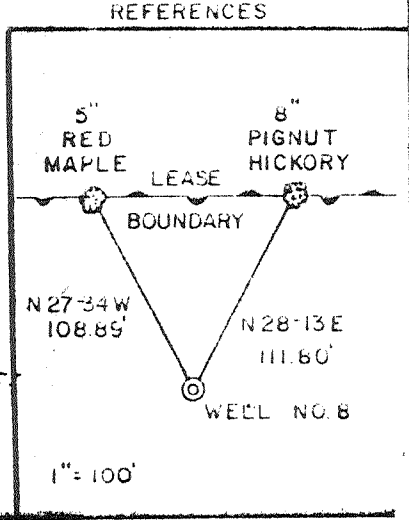 REFERENCES
5"
RED
MAPLE
8"
PIGNUT
HICKORY
LEASE
BOUNDARY
N 27-34 W
108.89'
N 28-13 E
111.80'
WELL NO. 8
1" = 100'